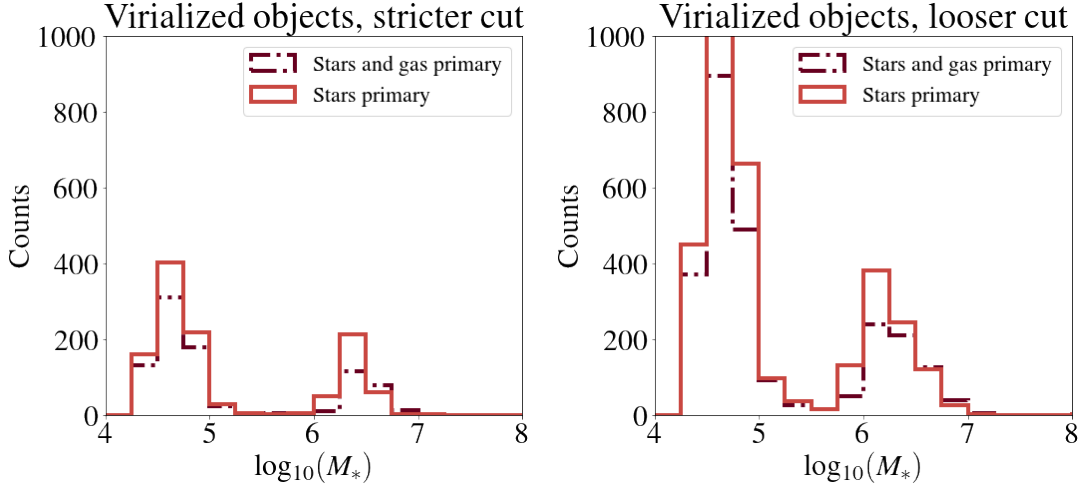 Virialized objects, stricter cut
1000
800
600
400
200
0
Counts
Stars and gas primary
Stars primary
4
5
6
7
8
log10(M*)
Virialized objects, looser cut
1000
800
600
400
200
0
Counts
Stars and gas primary
Stars primary
4
5
6
7
8
log10(M*)